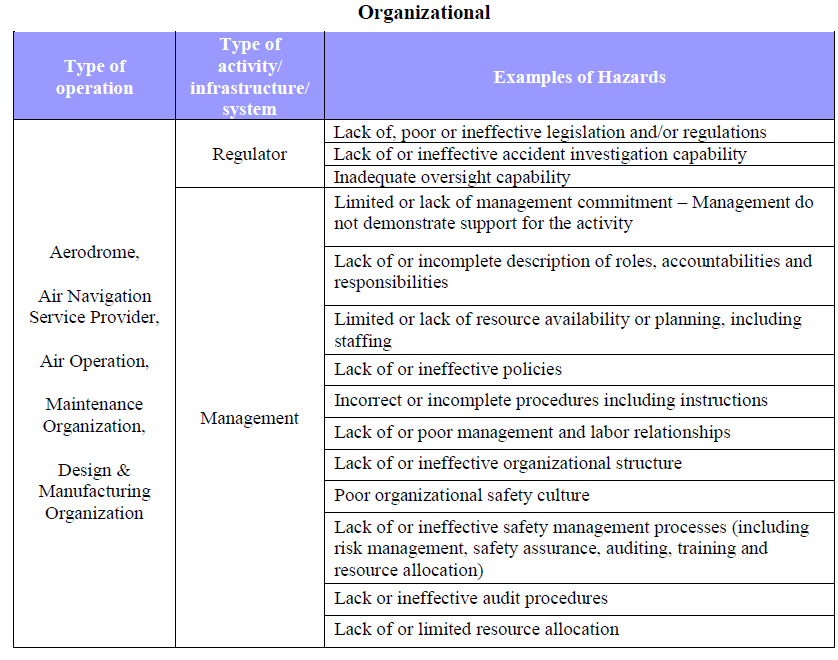 Organizational
Type of
operation
Type of
activity/
infrastructure/
system
Examples of Hazards
Aerodrome,
Air Navigation
Service Provider,
Air Operation,
Maintenance
Organization,
Design &
Manufacturing
Organization
Regulator
Lack of, poor or ineffective legislation and/or regulations
Lack of or ineffective accident investigation capability
Inadequate oversight capability
Management
Limited or lack of management commitment – Management do
not demonstrate support for the activity
Lack of or incomplete description of roles, accountabilities and
responsibilities
Limited or lack of resource availability or planning, including
staffing
Lack of or ineffective policies
Incorrect or incomplete procedures including instructions
Lack of or poor management and labor relationships
Lack of or ineffective organizational structure
Poor organizational safety culture
Lack of or ineffective safety management processes (including
risk management, safety assurance, auditing, training and
resource allocation)
Lack or ineffective audit procedures
Lack of or limited resource allocation